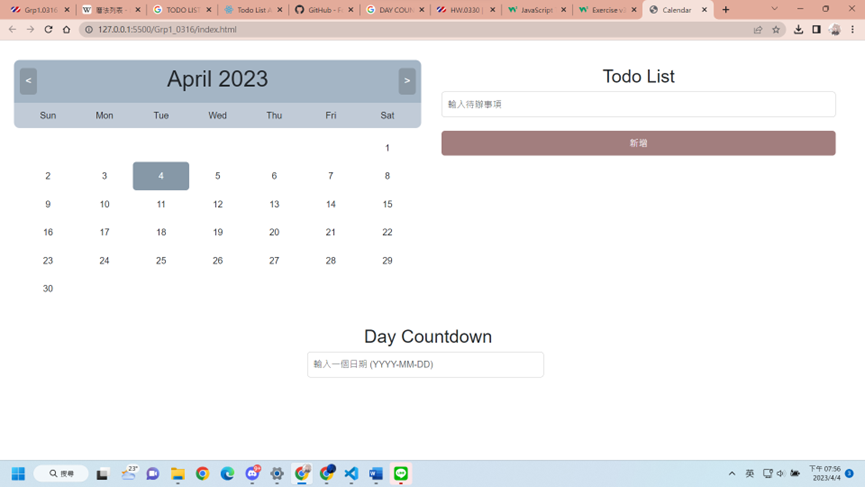 Grp1.0316
W 維基列表 -
TODO LIST
Todo List A
GitHub - F
DAY COUN
HW.0330 |
JavaScript
Exercise v3
Calendar
127.0.0.1:5500/Grp1_0316/index.html
< April 2023 >
Sun Mon Tue Wed Thu Fri Sat
1
2 3 4 5 6 7 8
9 10 11 12 13 14 15
16 17 18 19 20 21 22
23 24 25 26 27 28 29
30
Todo List
輸入待辦事項
新增
Day Countdown
輸入一個日期 (YYYY-MM-DD)
搜尋
23°
英
下午 07:56
2023/4/4
3